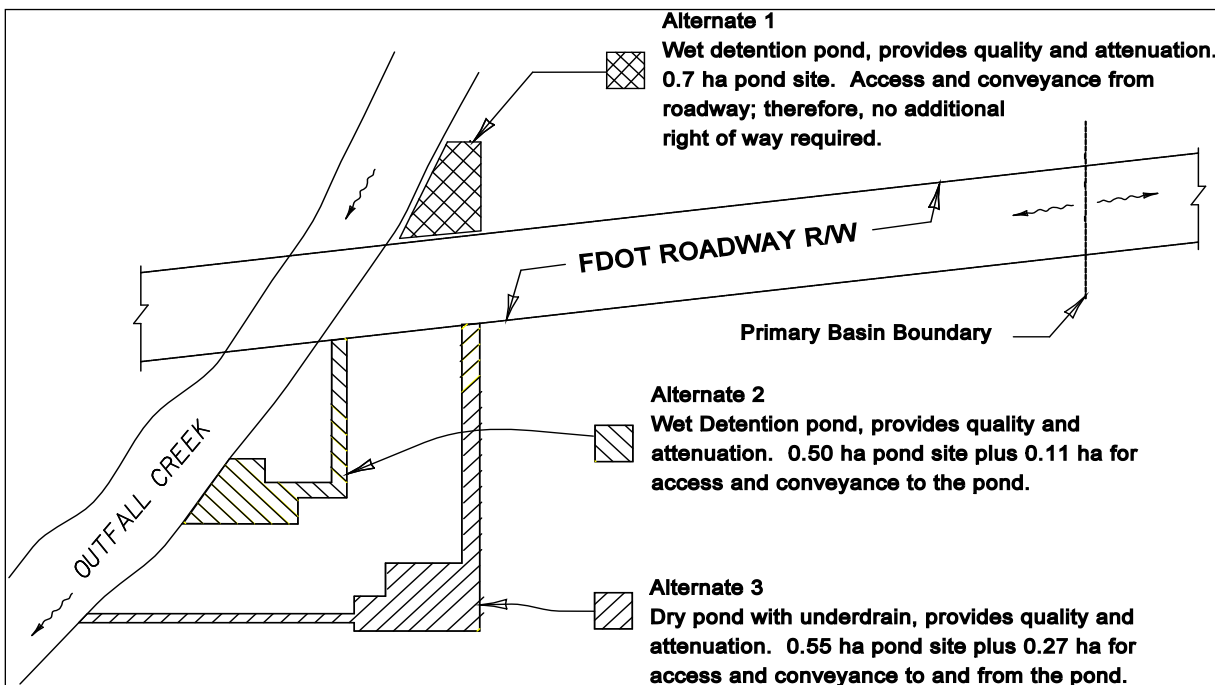 Alternate 1
Wet detention pond, provides quality and attenuation.
0.7 ha pond site. Access and conveyance from
roadway; therefore, no additional
right of way required.
FDOT ROADWAY R/W
Primary Basin Boundary
Alternate 2
Wet Detention pond, provides quality and
attenuation. 0.50 ha pond site plus 0.11 ha for
access and conveyance to the pond.
OUTFALL CREEK
Alternate 3
Dry pond with underdrain, provides quality and
attenuation. 0.55 ha pond site plus 0.27 ha for
access and conveyance to and from the pond.